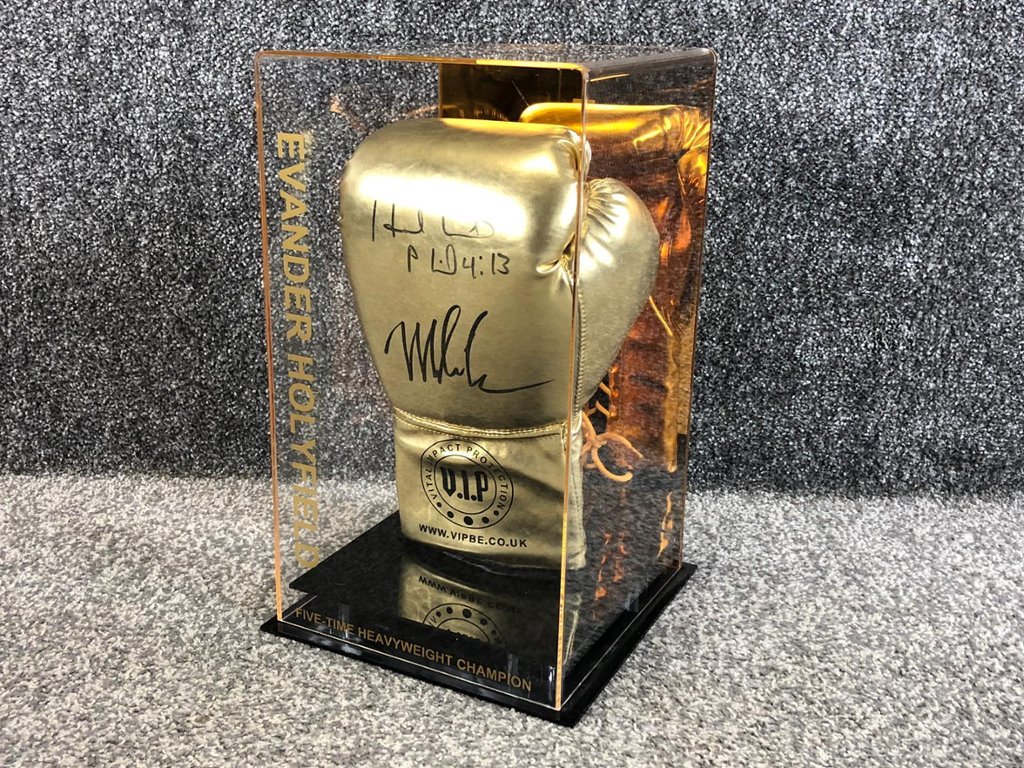 EVANDER HOLYFIELD
Phil 4:13
VITAL IMPACT PROTECTION
V.I.P
WWW.VIPBE.CO.UK
FIVE-TIME HEAVYWEIGHT CHAMPION